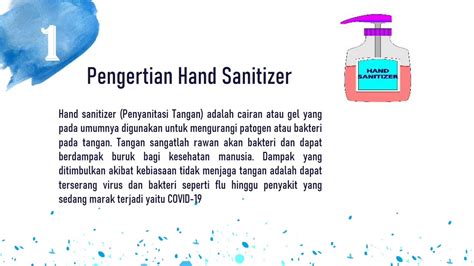 1
Pengertian Hand Sanitizer
HAND
SANITIZER
Hand sanitizer (Penyanitasi Tangan) adalah cairan atau gel yang
pada umumnya digunakan untuk mengurangi patogen atau bakteri
pada tangan. Tangan sangatlah rawan akan bakteri dan dapat
berdampak buruk bagi kesehatan manusia. Dampak yang
ditimbulkan akibat kebiasaan tidak menjaga tangan adalah dapat
terserang virus dan bakteri seperti flu hinggu penyakit yang
sedang marak terjadi yaitu COVID-19